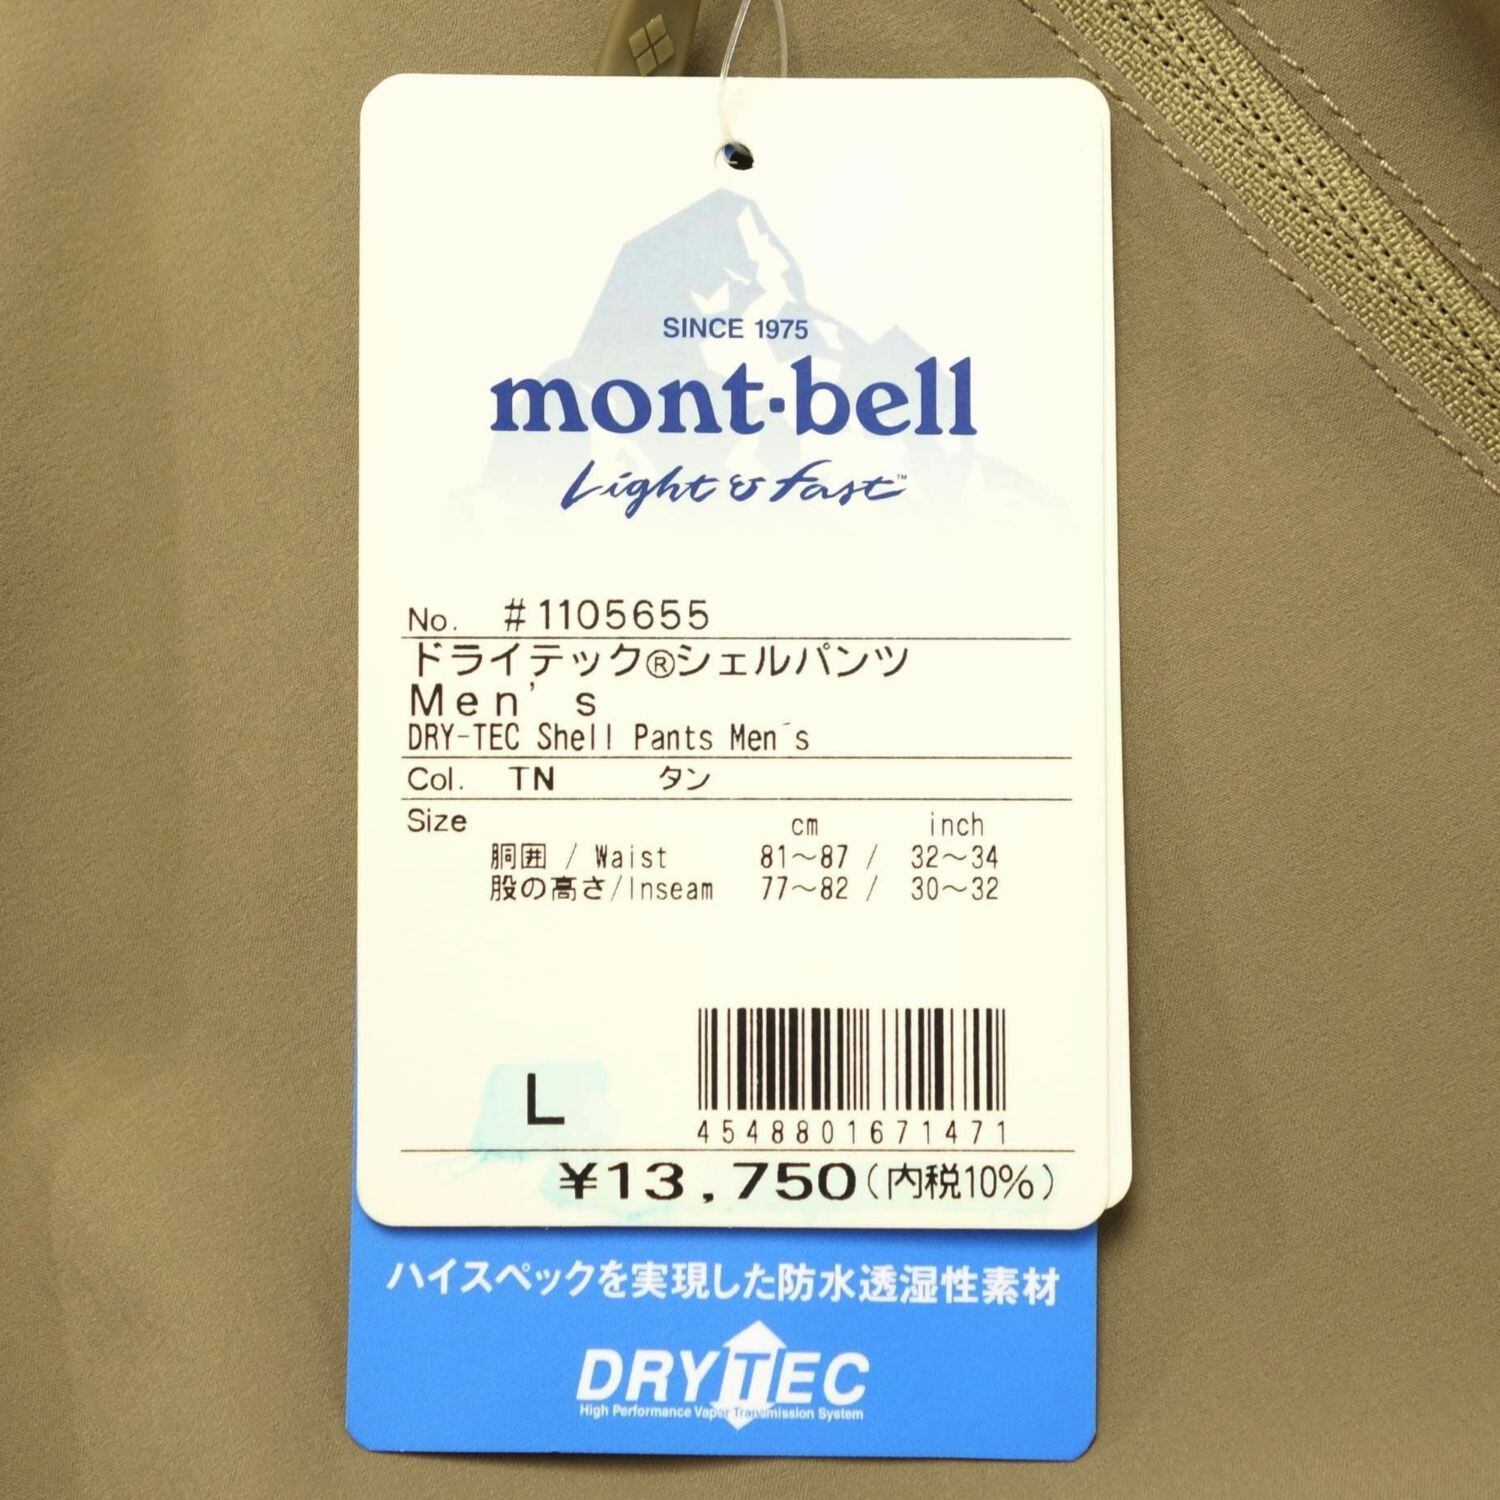 SINCE 1975
mont-bell
Light & Fast™
No. #1105655
ドライテック®シェルパンツ
Men's
DRY-TEC Shell Pants Men´s
Col. TN タン
Size cm inch
胴囲 / Waist 81～87 / 32～34
股の高さ/Inseam 77～82 / 30～32
L
4548801671471
¥13,750(内税10%)
ハイスペックを実現した防水透湿性素材
DRYTEC
High Performance Vapor Transmission System